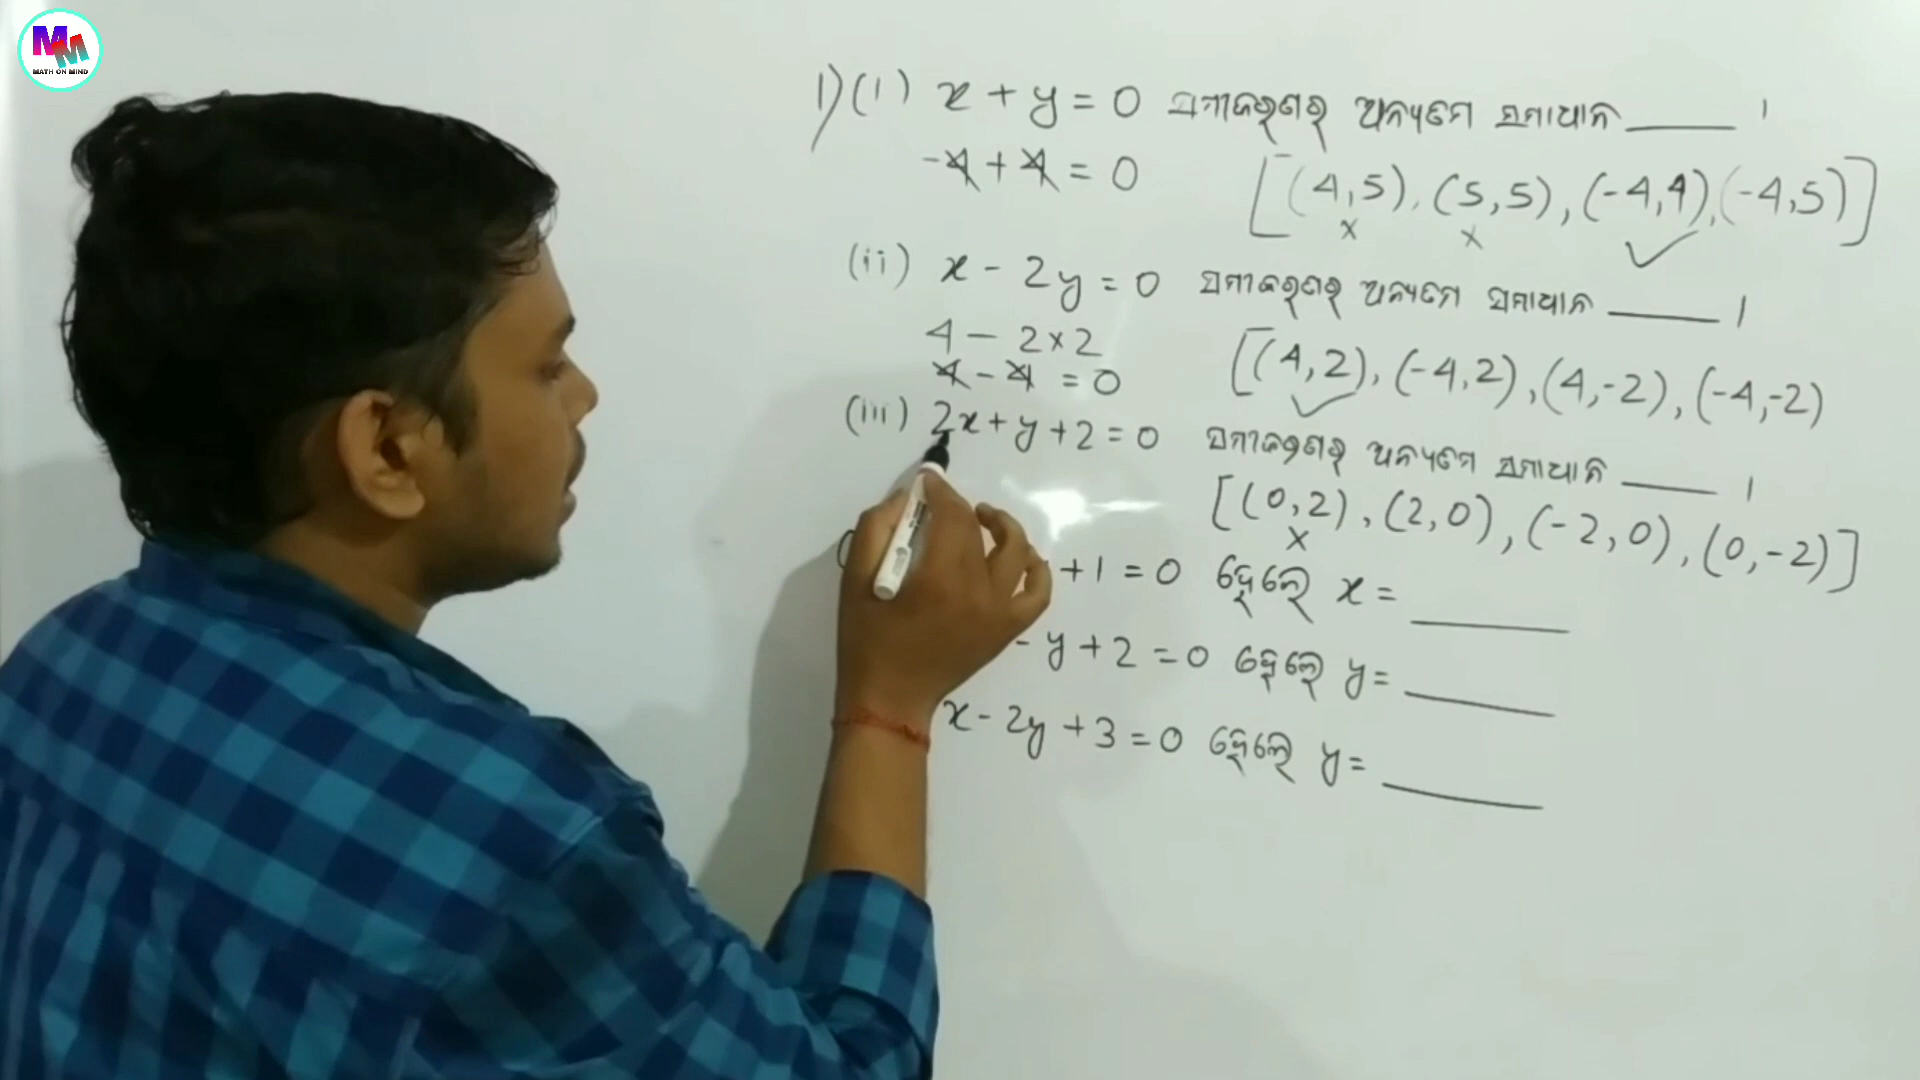 MM
MATH ON MIND
1) (i) x + y = 0 ସମୀକରଣର ଅନ୍ୟତମ ସମାଧାନ ____ ।
-4 + 4 = 0
[(4,5), (5,5), (-4,4), (-4,5)]
x x ✓
(ii) x - 2y = 0 ସମୀକରଣର ଅନ୍ୟତମ ସମାଧାନ ____ ।
4 - 2×2
4 - 4 = 0
[(4,2), (-4,2), (4,-2), (-4,-2)
✓
(iii) 2x + y + 2 = 0 ସମୀକରଣର ଅନ୍ୟତମ ସମାଧାନ ____ ।
[(0,2), (2,0), (-2,0), (0,-2)]
x
+ 1 = 0 ହେଲେ x = ____
- y + 2 = 0 ହେଲେ y = ____
x - 2y + 3 = 0 ହେଲେ y = ____